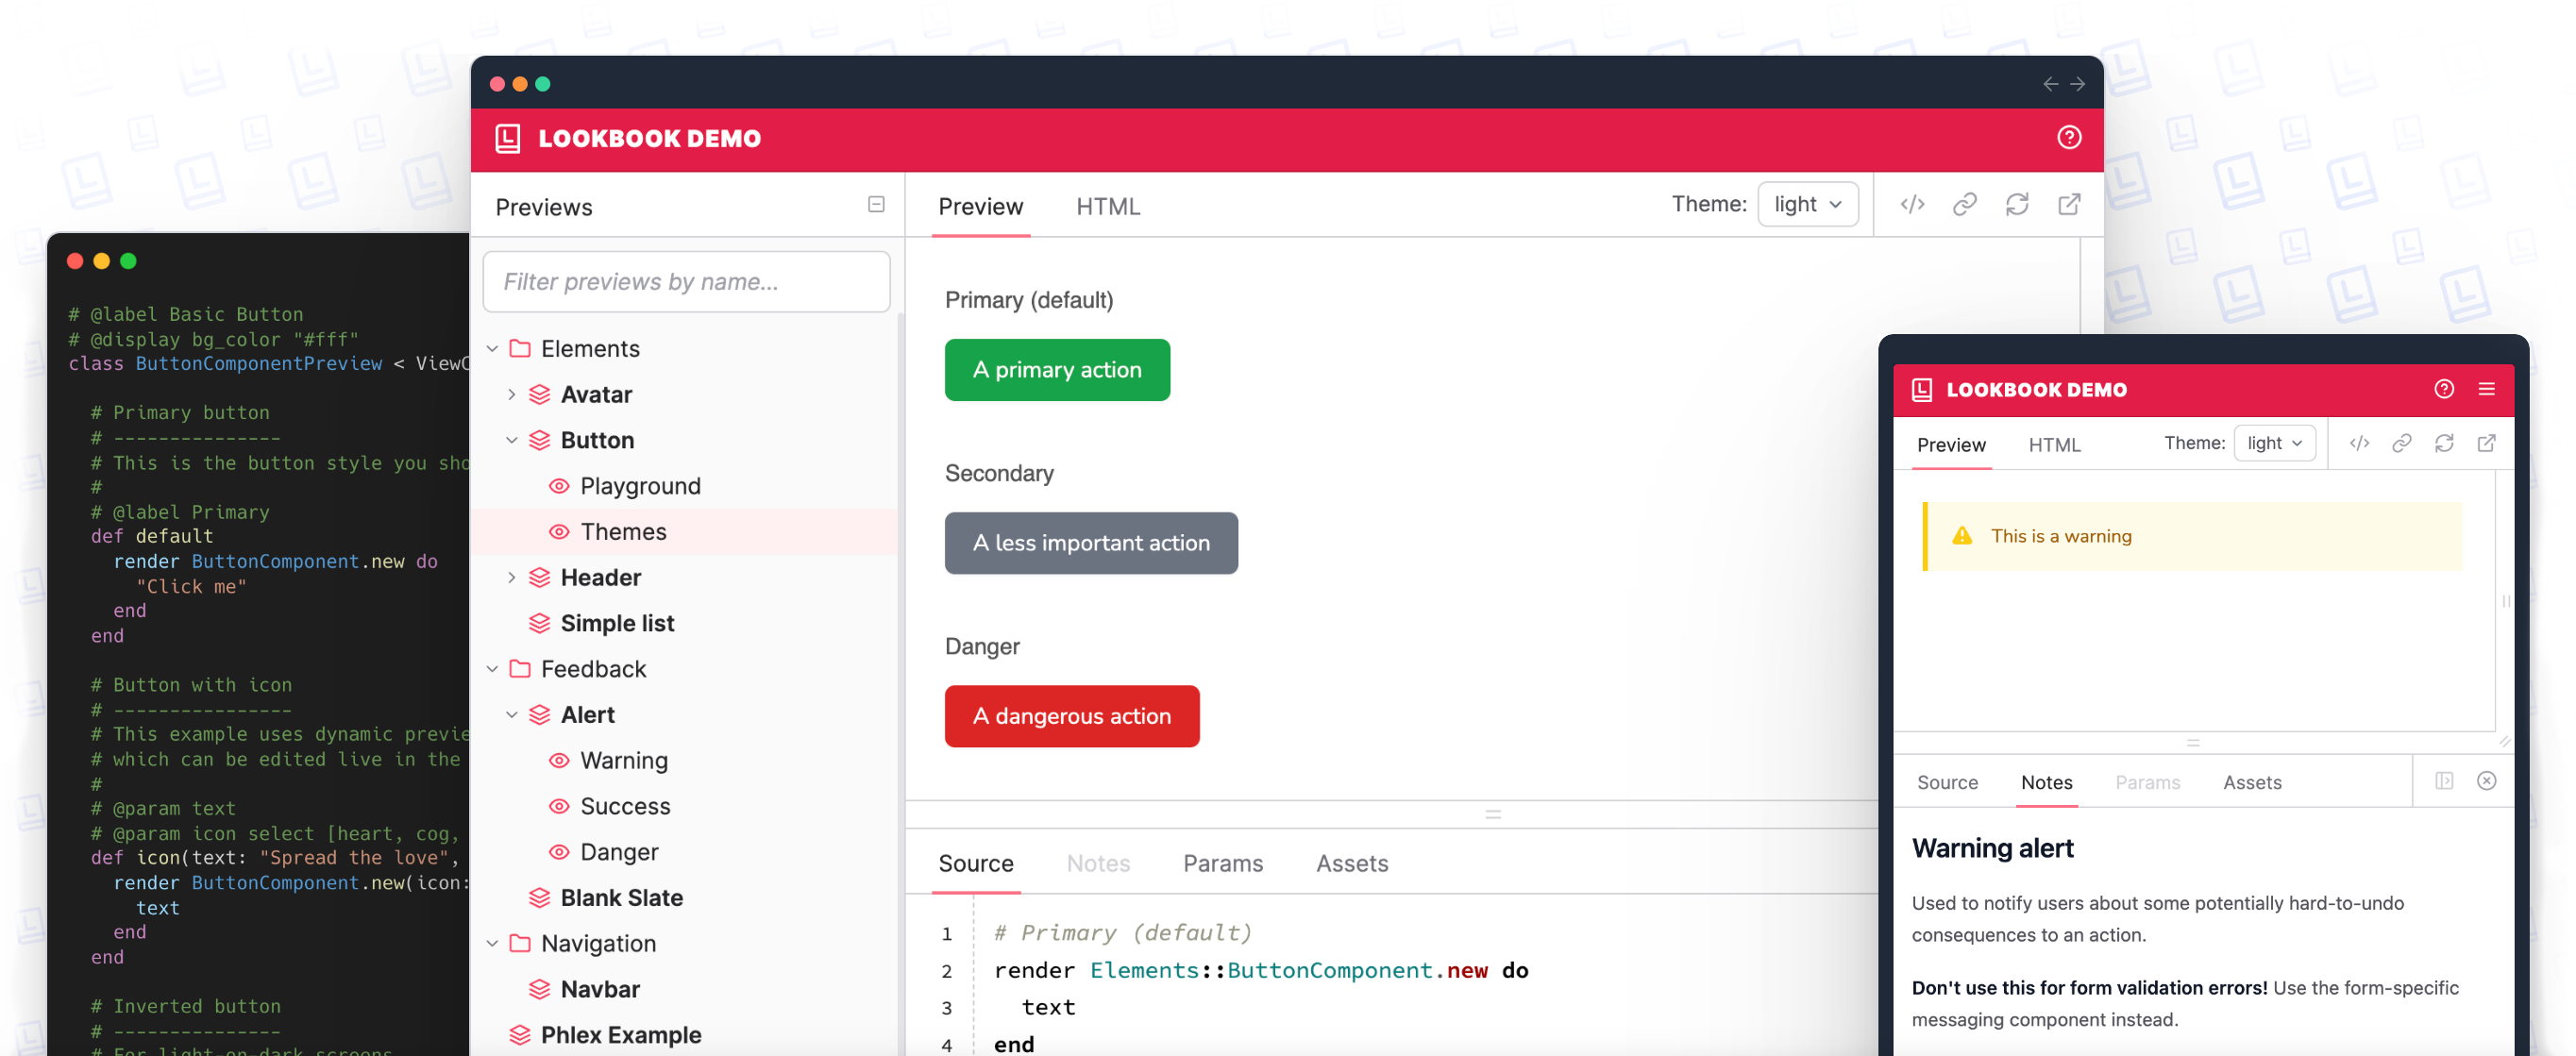 # @label Basic Button
# @display bg_color "#fff"
class ButtonComponentPreview < ViewC
# Primary button
# ---------------
# This is the button style you sho
#
# @label Primary
def default
render ButtonComponent.new do
"Click me"
end
end
# Button with icon
# ----------------
# This example uses dynamic previe
# which can be edited live in the
#
# @param text
# @param icon select [heart, cog,
def icon(text: "Spread the love",
render ButtonComponent.new(icon:
text
end
end
# Inverted button
# ---------------
# For light-on-dark screens
LOOKBOOK DEMO
Previews
Filter previews by name...
Elements
Avatar
Button
Playground
Themes
Header
Simple list
Feedback
Alert
Warning
Success
Danger
Blank Slate
Navigation
Navbar
Phlex Example
Preview HTML Theme: light
Primary (default)
A primary action
Secondary
A less important action
Danger
A dangerous action
Source Notes Params Assets
1 # Primary (default)
2 render Elements::ButtonComponent.new do
3 text
4 end
LOOKBOOK DEMO
Preview HTML Theme: light
This is a warning
Source Notes Params Assets
Warning alert
Used to notify users about some potentially hard-to-undo
consequences to an action.
Don't use this for form validation errors! Use the form-specific
messaging component instead.